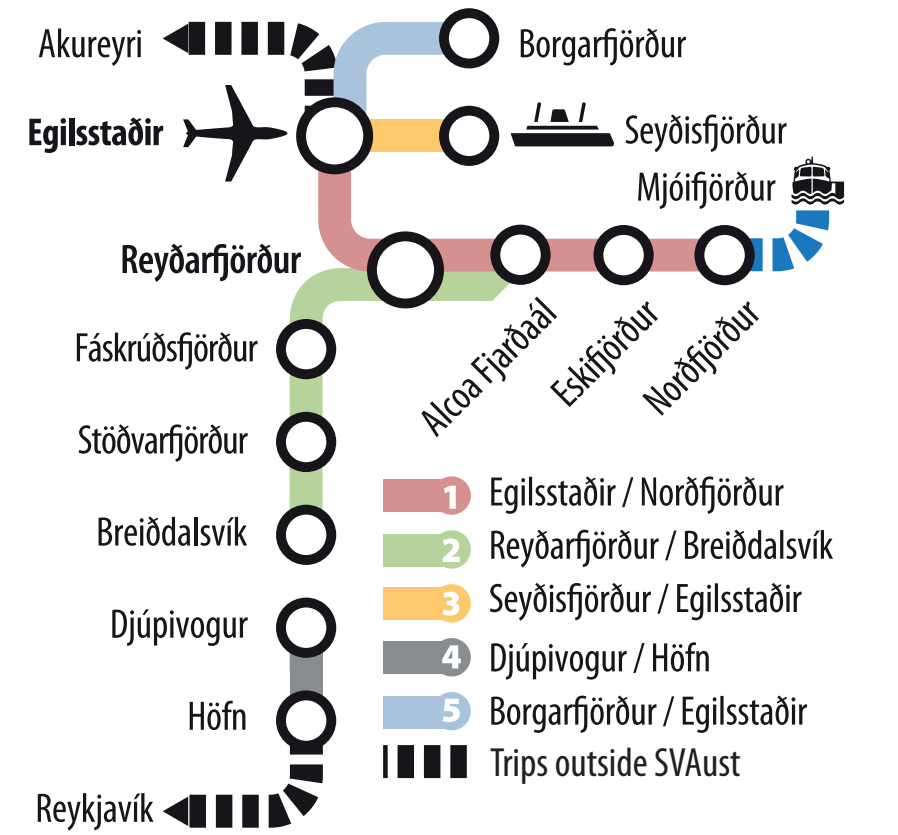 Akureyri
Borgarfjörður
Egilsstaðir
Seyðisfjörður
Mjóifjörður
Reyðarfjörður
Alcoa Fjarðaál
Eskifjörður
Norðfjörður
Fáskrúðsfjörður
Stöðvarfjörður
Breiðdalsvík
Djúpivogur
Höfn
Reykjavík
1 Egilsstaðir / Norðfjörður
2 Reyðarfjörður / Breiðdalsvík
3 Seyðisfjörður / Egilsstaðir
4 Djúpivogur / Höfn
5 Borgarfjörður / Egilsstaðir
Trips outside SVAust